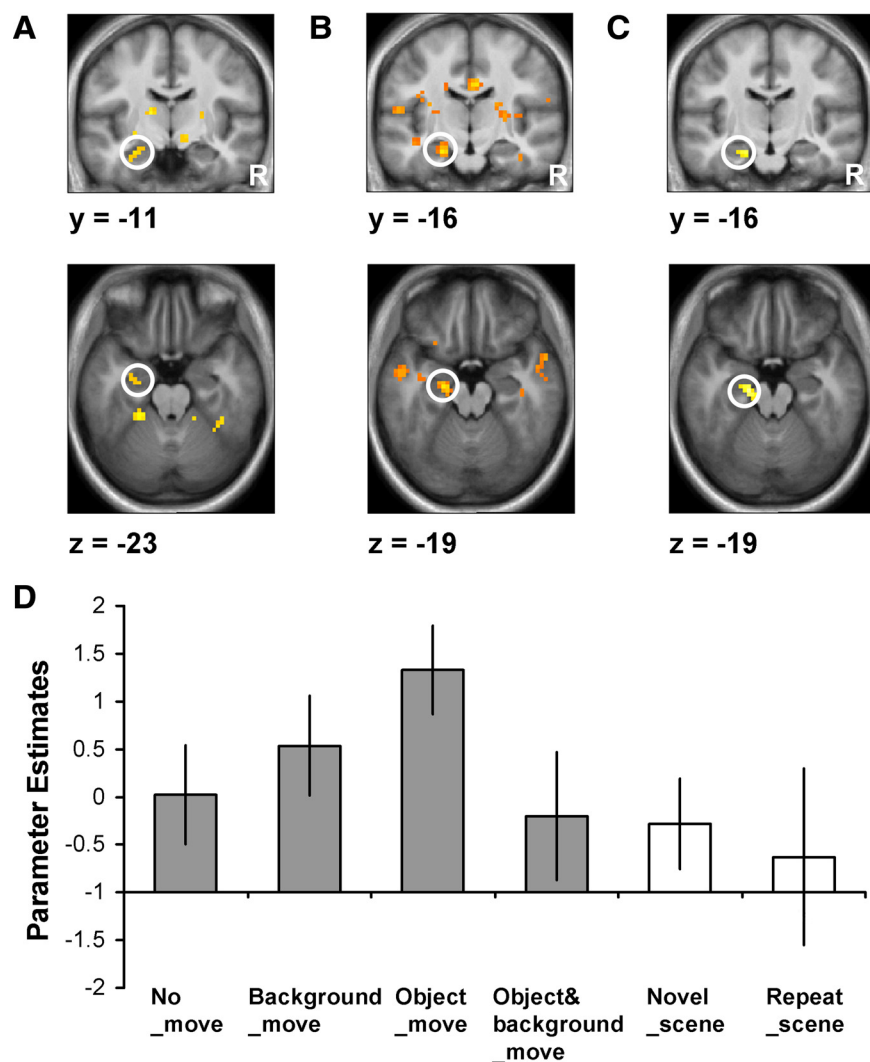 A
B
C
R
R
R
y = -11
y = -16
y = -16
z = -23
z = -19
z = -19
D
Parameter Estimates
2
1.5
1
0.5
0
-0.5
-1
-1.5
-2
No
_move
Background
_move
Object
_move
Object&
background
_move
Novel
_scene
Repeat
_scene